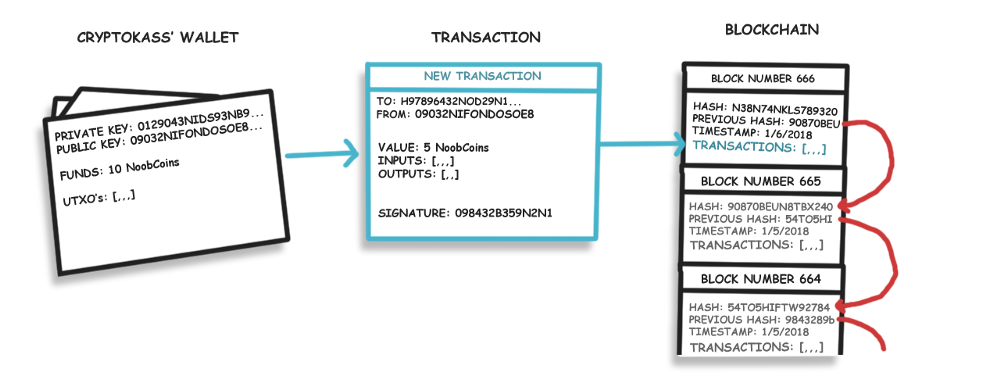 CRYPTOKASS' WALLET
PRIVATE KEY: 0129043NIDS93NB9...
PUBLIC KEY: 09032NIFONDOSOE8...
FUNDS: 10 NoobCoins
UTXO's: [,,,]
TRANSACTION
NEW TRANSACTION
TO: H97896432NOD29N1...
FROM: 09032NIFONDOSOE8
VALUE: 5 NoobCoins
INPUTS: [,,,]
OUTPUTS: [,,]
SIGNATURE: 098432B359N2N1
BLOCKCHAIN
BLOCK NUMBER 666
HASH: N38N74NKLS789320
PREVIOUS HASH: 90870BEU
TIMESTAMP: 1/6/2018
TRANSACTIONS: [,,,]
BLOCK NUMBER 665
HASH: 90870BEUN8TBX240
PREVIOUS HASH: 54TO5HI
TIMESTAMP: 1/5/2018
TRANSACTIONS: [,,,]
BLOCK NUMBER 664
HASH: 54TO5HIFTW92784
PREVIOUS HASH: 9843289b
TIMESTAMP: 1/5/2018
TRANSACTIONS: [,,,]